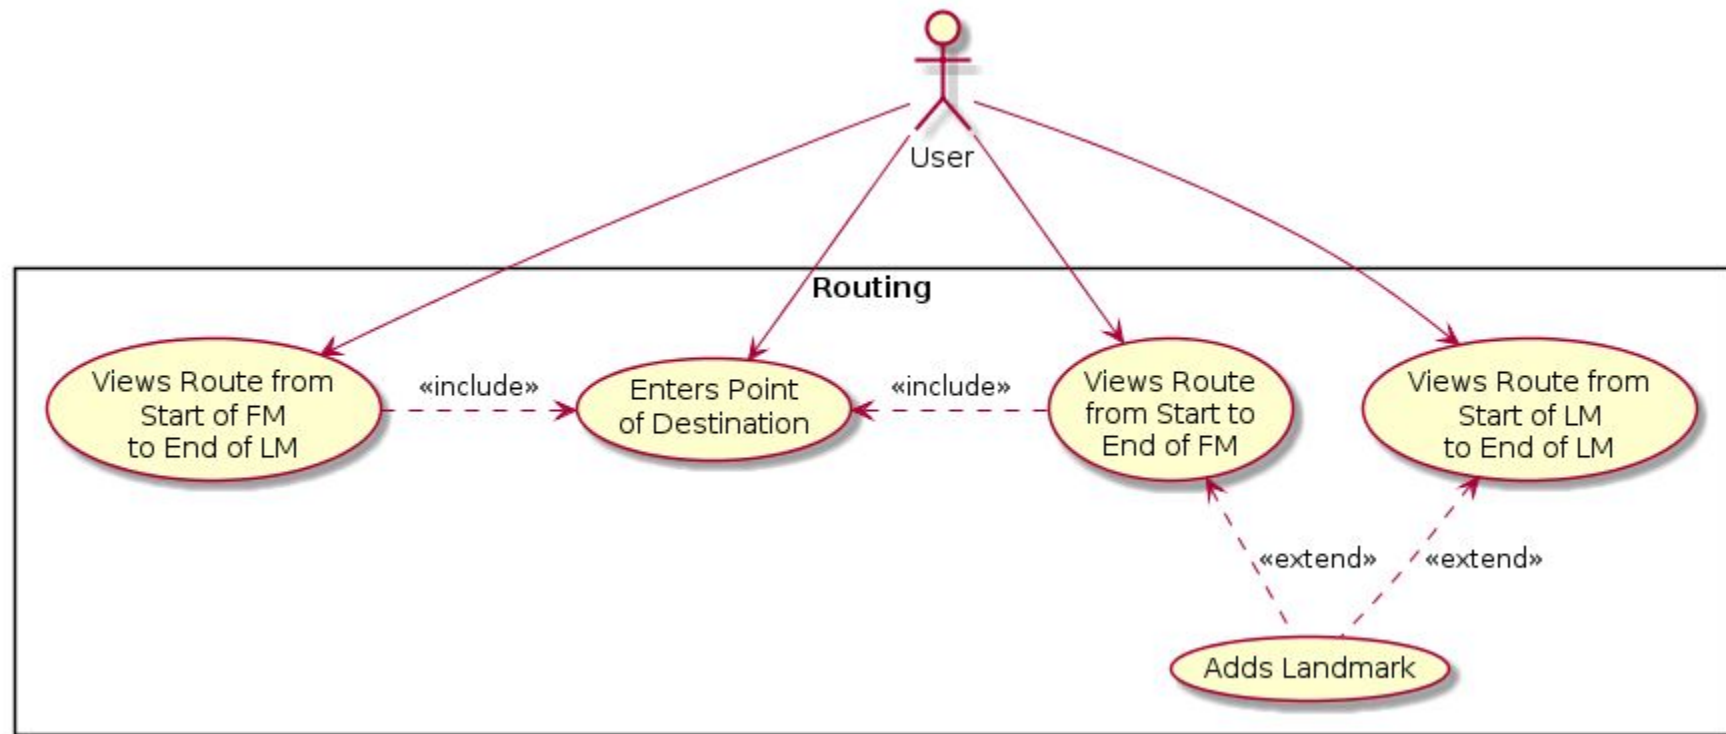 User
Routing
Views Route from
Start of FM
to End of LM
«include»
Enters Point
of Destination
«include»
Views Route
from Start to
End of FM
Views Route from
Start of LM
to End of LM
«extend»
«extend»
Adds Landmark